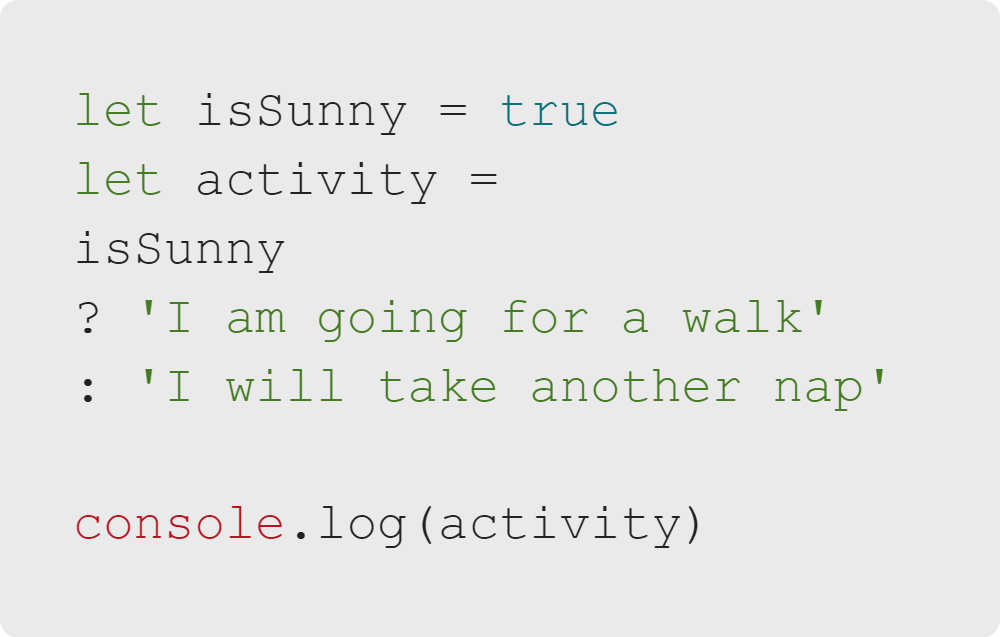 let isSunny = true
let activity =
isSunny
? 'I am going for a walk'
: 'I will take another nap'
console.log(activity)